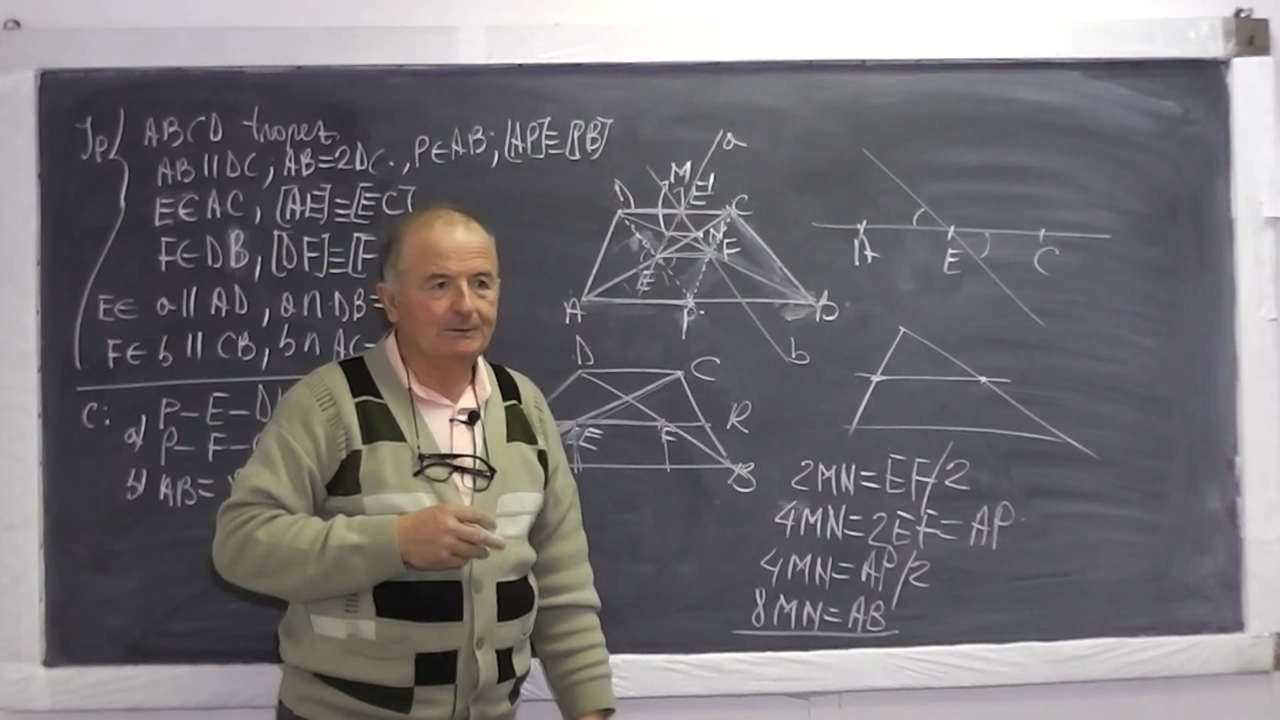 Jp/ ABCD trapez
AB || DC ; AB=2DC., P∈AB; [AP]≡[PB]
E∈AC, [AE]≡[EC]
F∈DB, [DF]≡[F
E∈ a || AD, a∩DB=
F∈ b || CB, b∩AC=
C: a) P-E-D
P-F-
b) AB=
a
M
D E' C
N
E F
A P B
b
D C
E F R
B
A E C
2MN=EF/2
4MN=2EF=AP.
4MN=AP/2
8MN=AB